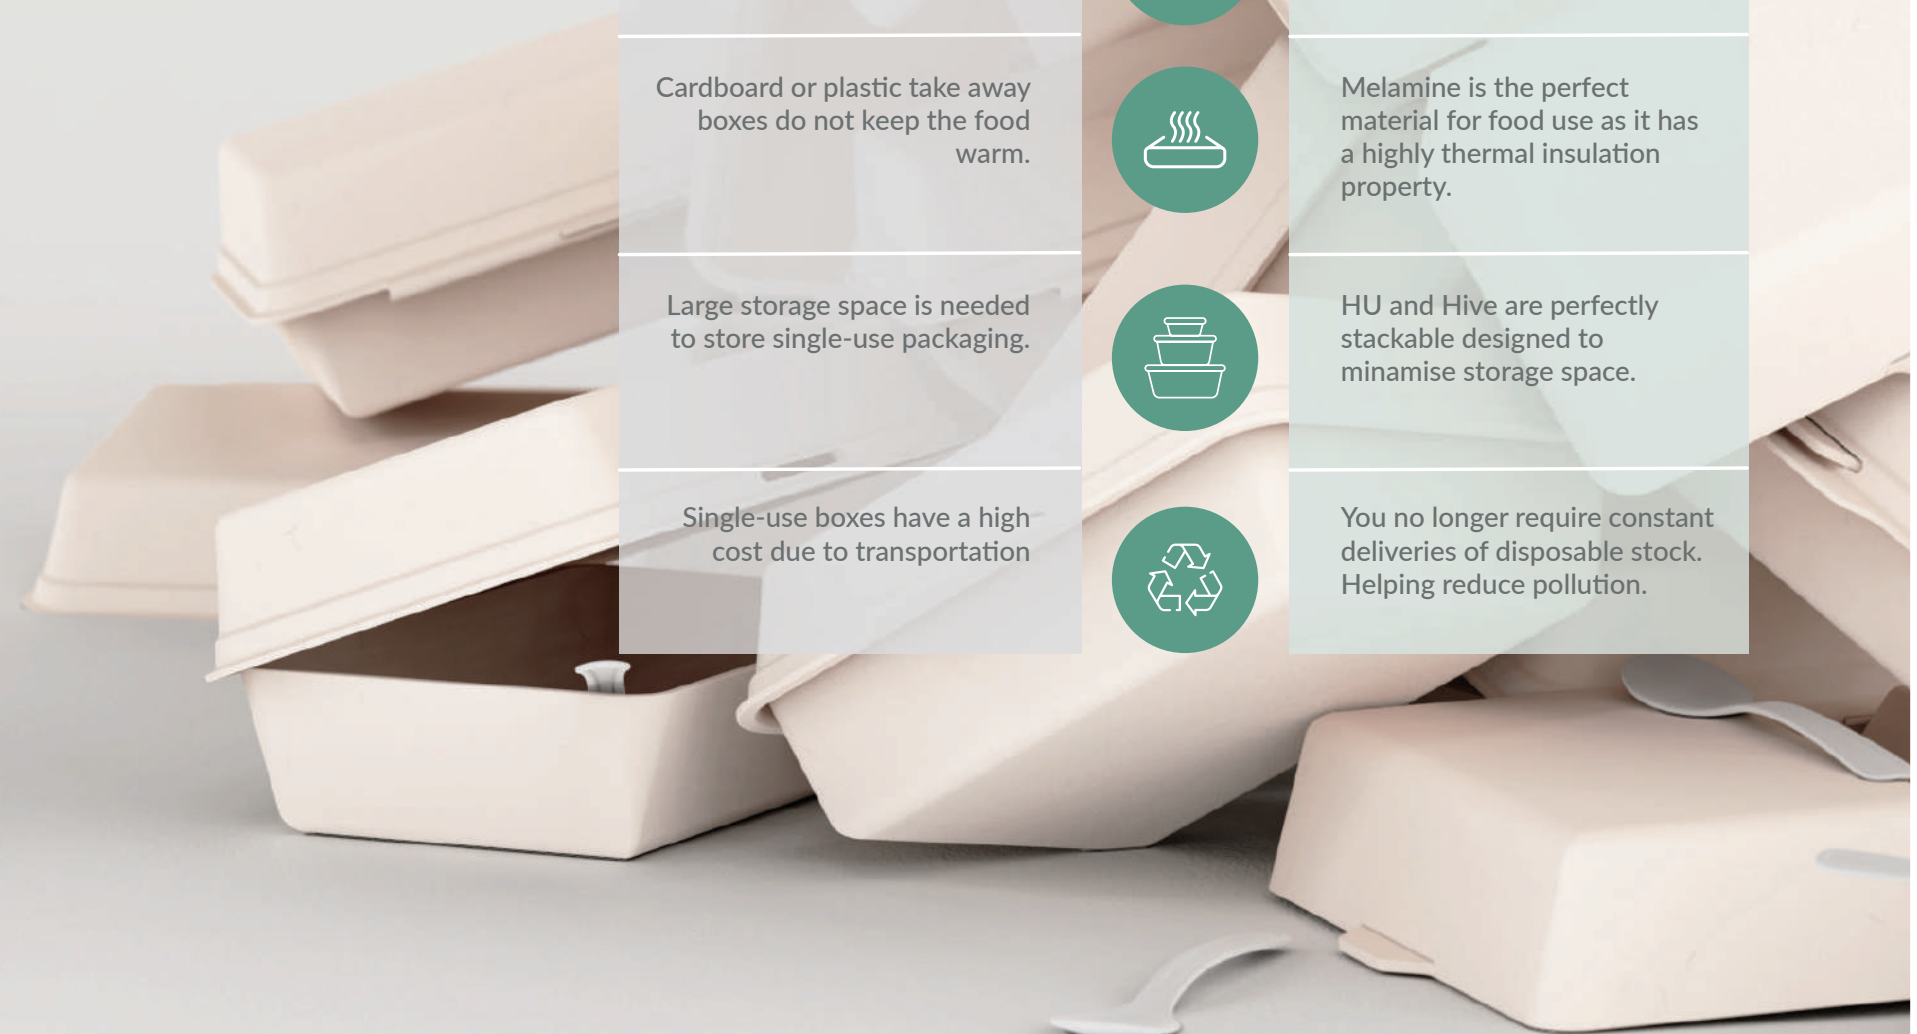 Cardboard or plastic take away
boxes do not keep the food
warm.
Melamine is the perfect
material for food use as it has
a highly thermal insulation
property.
Large storage space is needed
to store single-use packaging.
HU and Hive are perfectly
stackable designed to
minamise storage space.
Single-use boxes have a high
cost due to transportation
You no longer require constant
deliveries of disposable stock.
Helping reduce pollution.